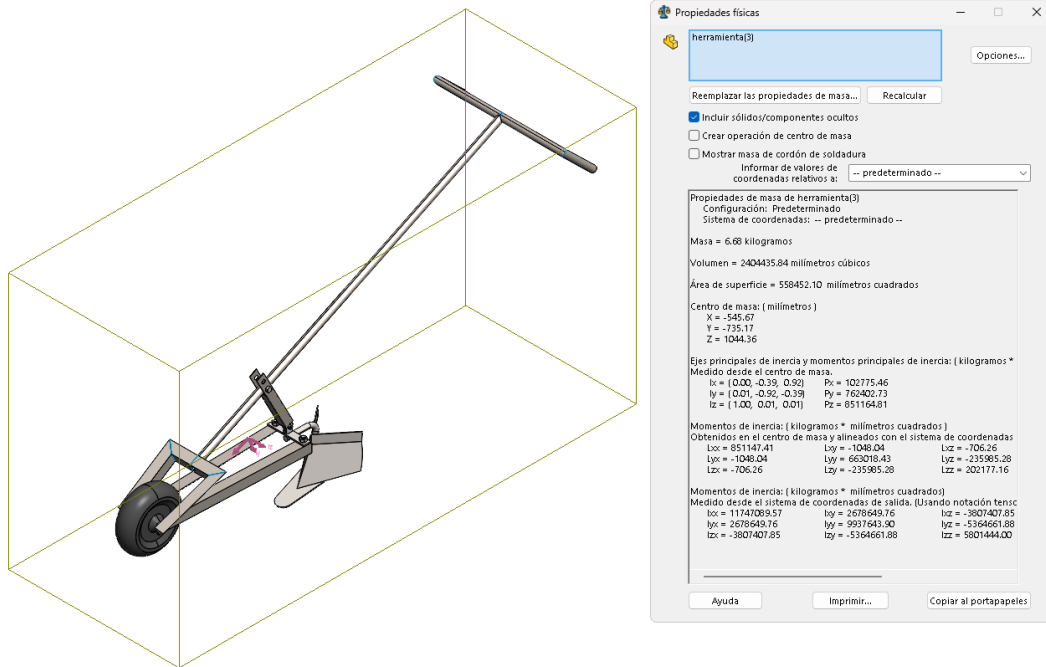 Propiedades físicas
herramienta(3)
Opciones...
Reemplazar las propiedades de masa...
Recalcular
Incluir sólidos/componentes ocultos
Crear operación de centro de masa
Mostrar masa de cordón de soldadura
Informar de valores de
coordenadas relativos a:
-- predeterminado --
Propiedades de masa de herramienta(3)
Configuración: Predeterminado
Sistema de coordenadas: -- predeterminado --
Masa = 6.68 kilogramos
Volumen = 2404435.84 milímetros cúbicos
Área de superficie = 558452.10 milímetros cuadrados
Centro de masa: ( milímetros )
X = -545.67
Y = -735.17
Z = 1044.36
Ejes principales de inercia y momentos principales de inercia: ( kilogramos *
Medido desde el centro de masa.
Ix = ( 0.00, -0.39, 0.92) Px = 102775.46
Iy = ( 0.01, -0.92, -0.39) Py = 762402.73
Iz = ( 1.00, 0.01, 0.01) Pz = 851164.81
Momentos de inercia: ( kilogramos * milímetros cuadrados )
Obtenidos en el centro de masa y alineados con el sistema de coordenadas
Lxx = 851147.41 Lxy = -1048.04 Lxz = -706.26
Lyx = -1048.04 Lyy = 663018.43 Lyz = -235985.28
Lzx = -706.26 Lzy = -235985.28 Lzz = 202177.16
Momentos de inercia: ( kilogramos * milímetros cuadrados)
Medido desde el sistema de coordenadas de salida. (Usando notación tensc
Ixx = 11747089.57 Ixy = 2678649.76 Ixz = -3807407.85
Iyx = 2678649.76 Iyy = 9937643.90 Iyz = -5364661.88
Izx = -3807407.85 Izy = -5364661.88 Izz = 5801444.00
Ayuda
Imprimir...
Copiar al portapapeles